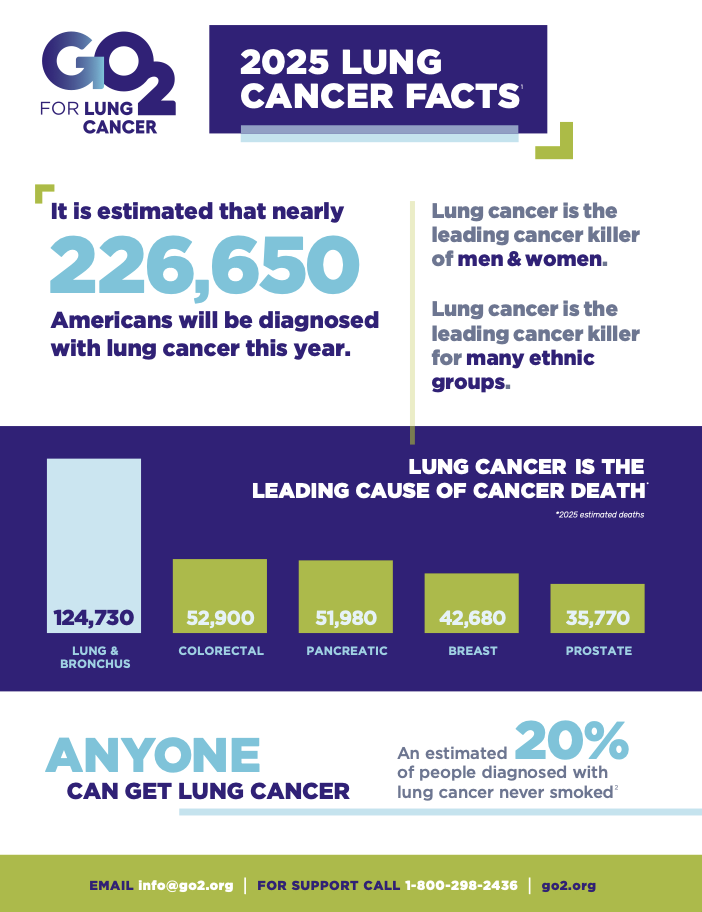 GO2
FOR LUNG
CANCER
2025 LUNG
CANCER FACTS1
It is estimated that nearly
226,650
Americans will be diagnosed
with lung cancer this year.
Lung cancer is the
leading cancer killer
of men & women.
Lung cancer is the
leading cancer killer
for many ethnic
groups.
LUNG CANCER IS THE
LEADING CAUSE OF CANCER DEATH*
*2025 estimated deaths
124,730
52,900
51,980
42,680
35,770
LUNG &
BRONCHUS
COLORECTAL
PANCREATIC
BREAST
PROSTATE
ANYONE
CAN GET LUNG CANCER
An estimated 20%
of people diagnosed with
lung cancer never smoked2
EMAIL info@go2.org | FOR SUPPORT CALL 1-800-298-2436 | go2.org